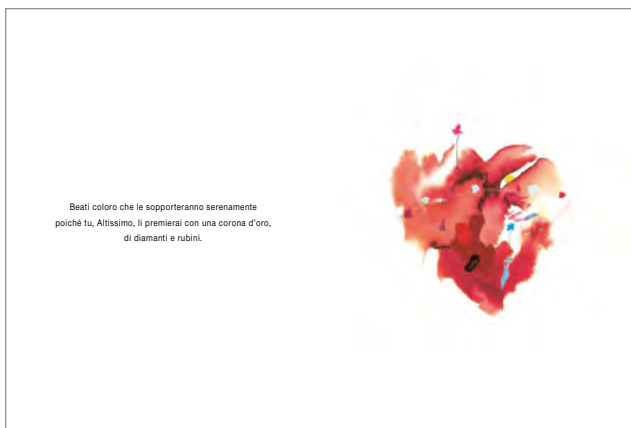 Beati coloro che le sopporteranno serenamente
poiché tu, Altissimo, li premierai con una corona d'oro,
di diamanti e rubini.